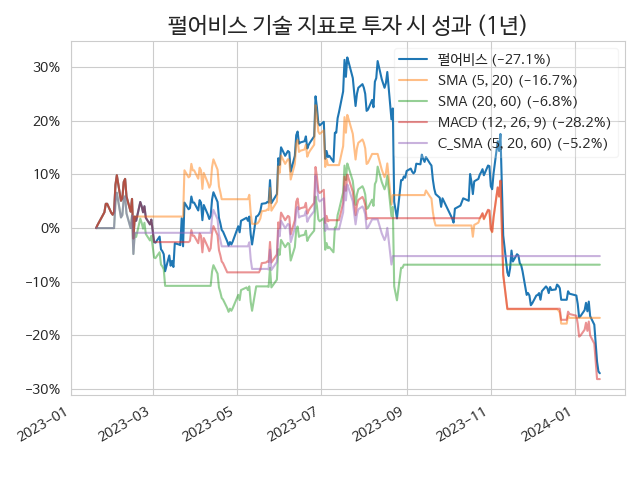 펄어비스 기술 지표로 투자 시 성과 (1년)
펄어비스 (−27.1%)
SMA (5, 20) (−16.7%)
SMA (20, 60) (−6.8%)
MACD (12, 26, 9) (−28.2%)
C_SMA (5, 20, 60) (−5.2%)
30%
20%
10%
0%
−10%
−20%
−30%
2023−01
2023−03
2023−05
2023−07
2023−09
2023−11
2024−01